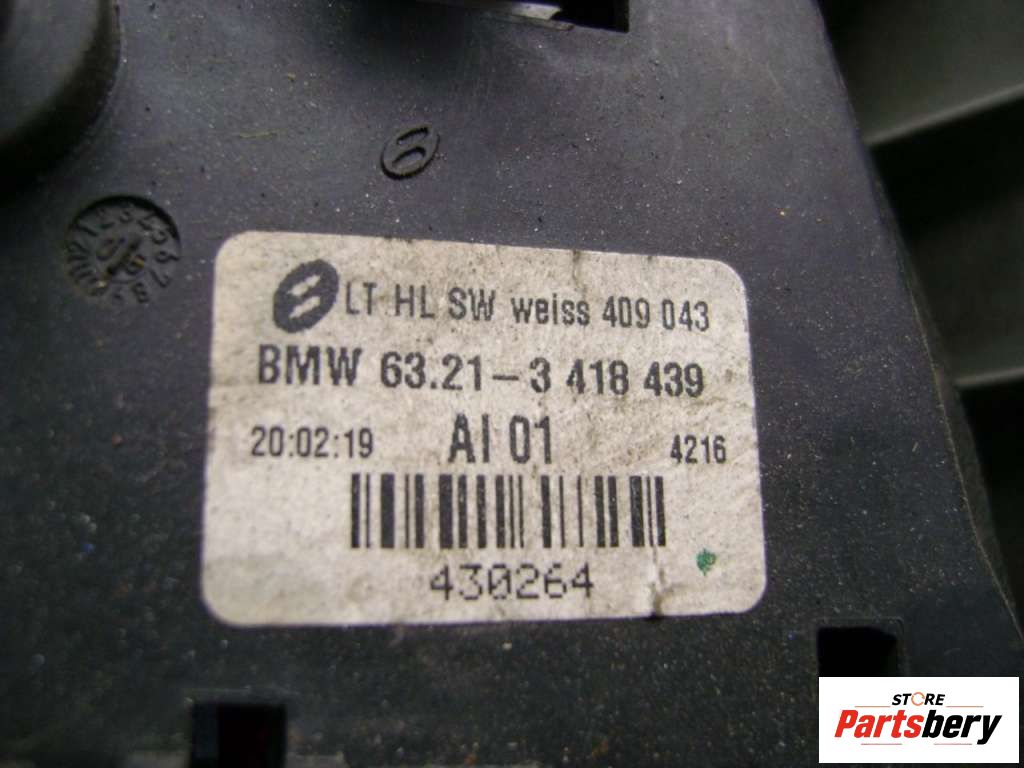 LT HL SW weiss 409 043
BMW 63.21-3 418 439
20:02:19 AI 01 4216
430264
STORE
Partsbery